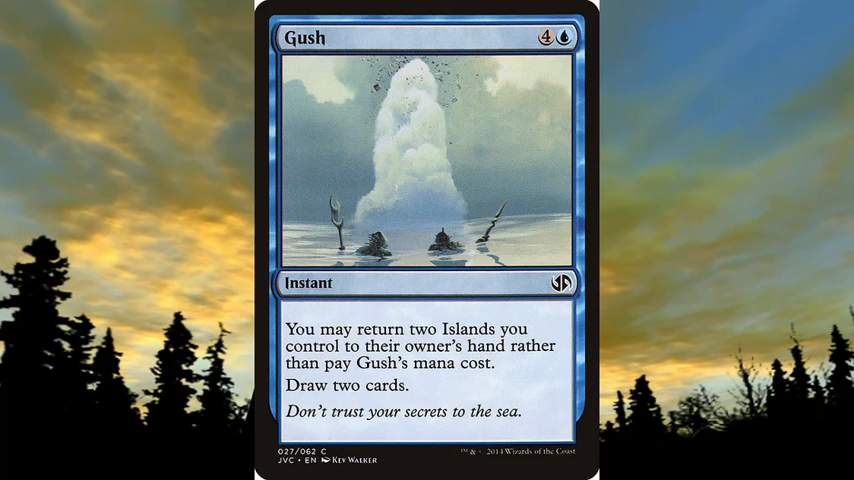 Gush 4
Instant
You may return two Islands you
control to their owner's hand rather
than pay Gush's mana cost.
Draw two cards.
Don't trust your secrets to the sea.
027/062 C
JVC • EN Kev Walker
™ & © 2014 Wizards of the Coast